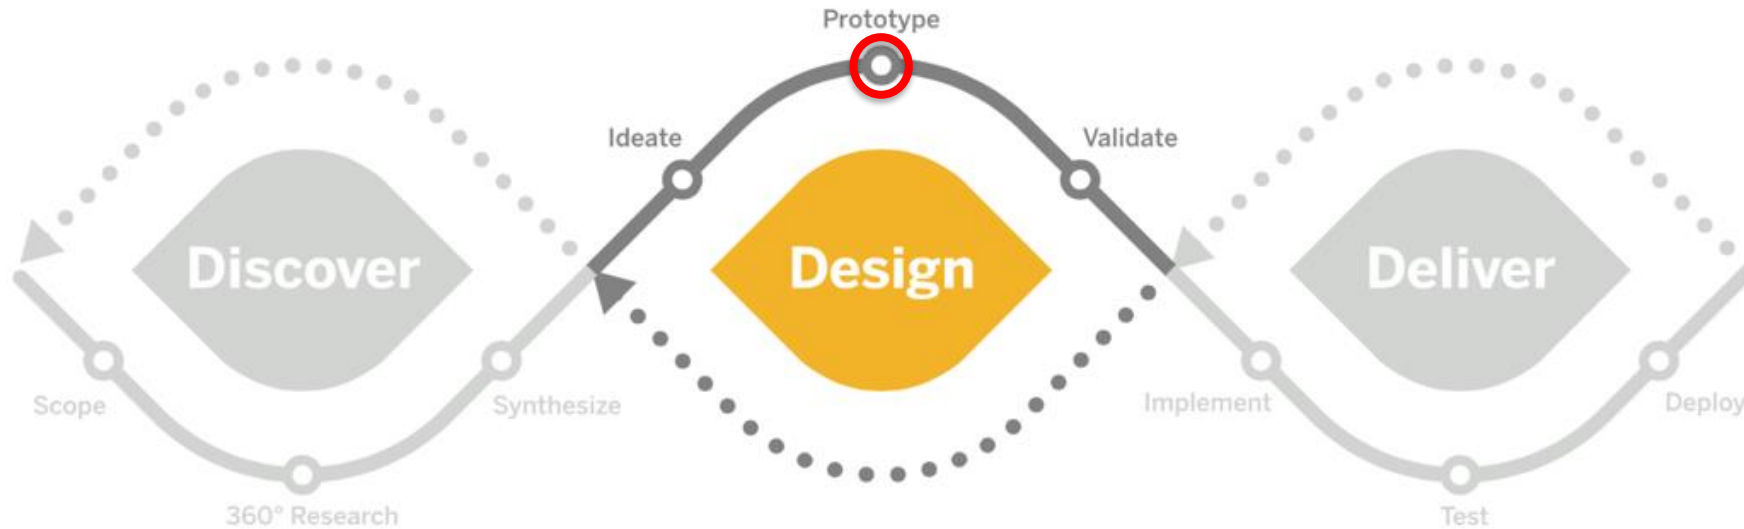 Prototype
Ideate
Validate
Discover
Design
Deliver
Scope
Synthesize
Implement
Deploy
360° Research
Test